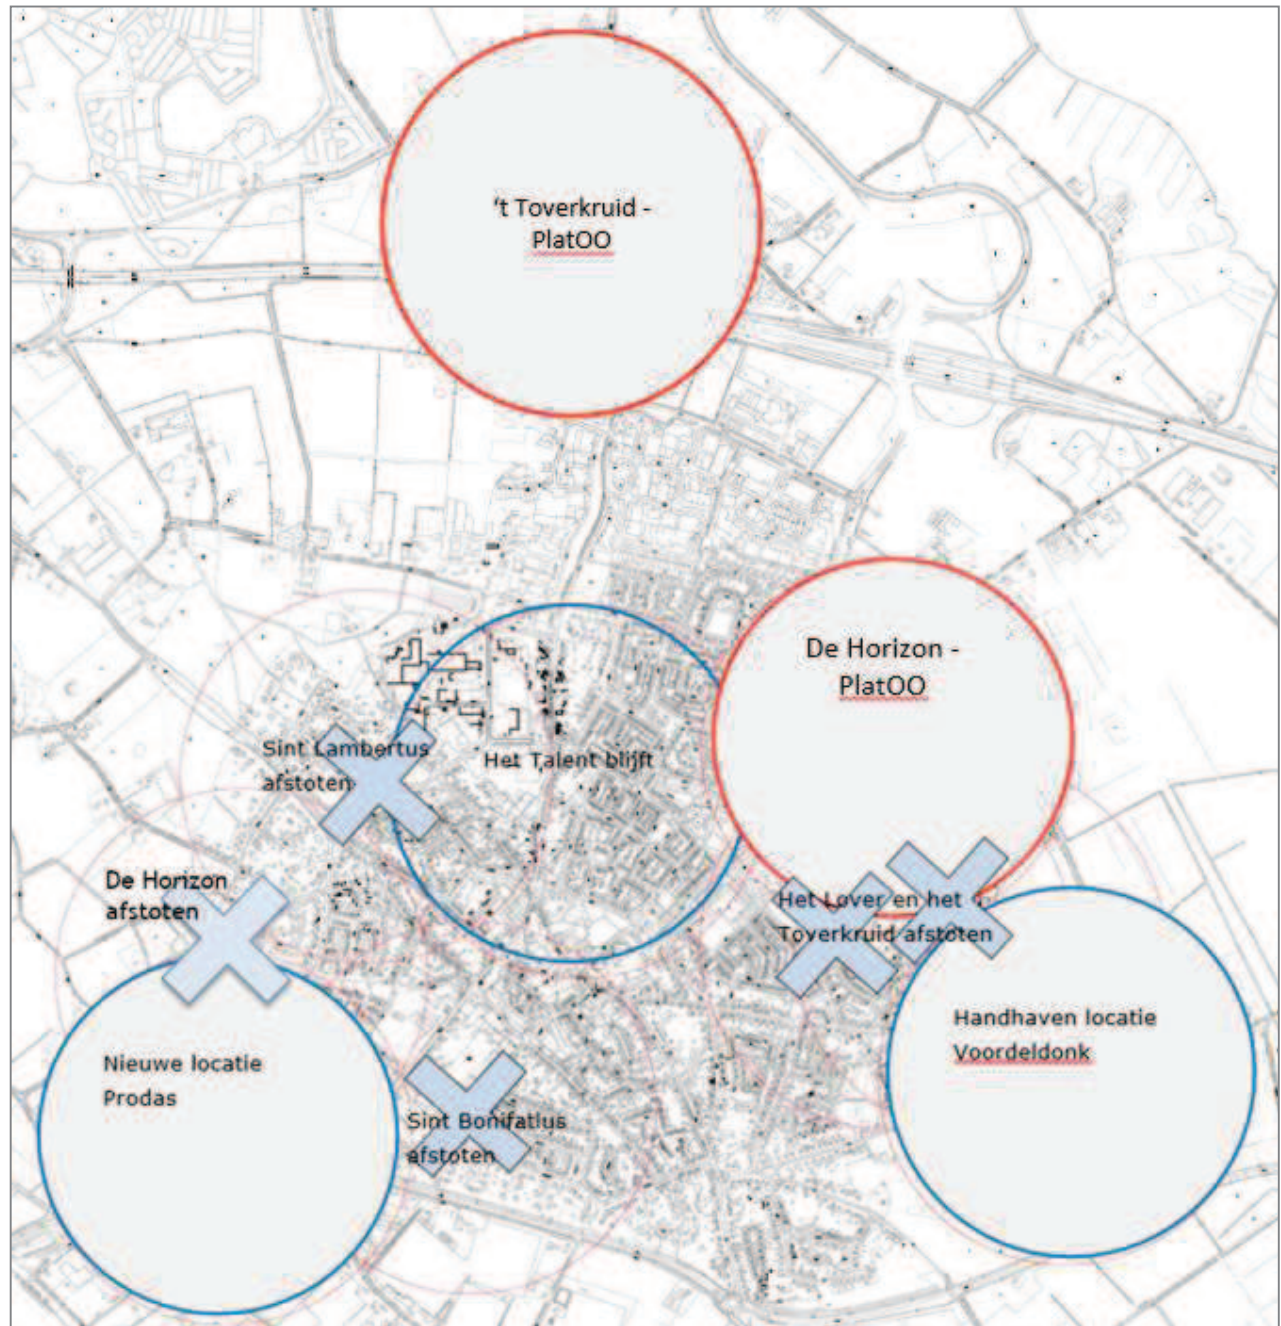 't Toverkruid -
PlatOO
De Horizon -
PlatOO
Sint Lambertus
afstoten
Het Talent blijft
De Horizon
afstoten
Het Lover en het
Toverkruid afstoten
Handhaven locatie
Voordeldonk
Nieuwe locatie
Prodas
Sint Bonifatius
afstoten